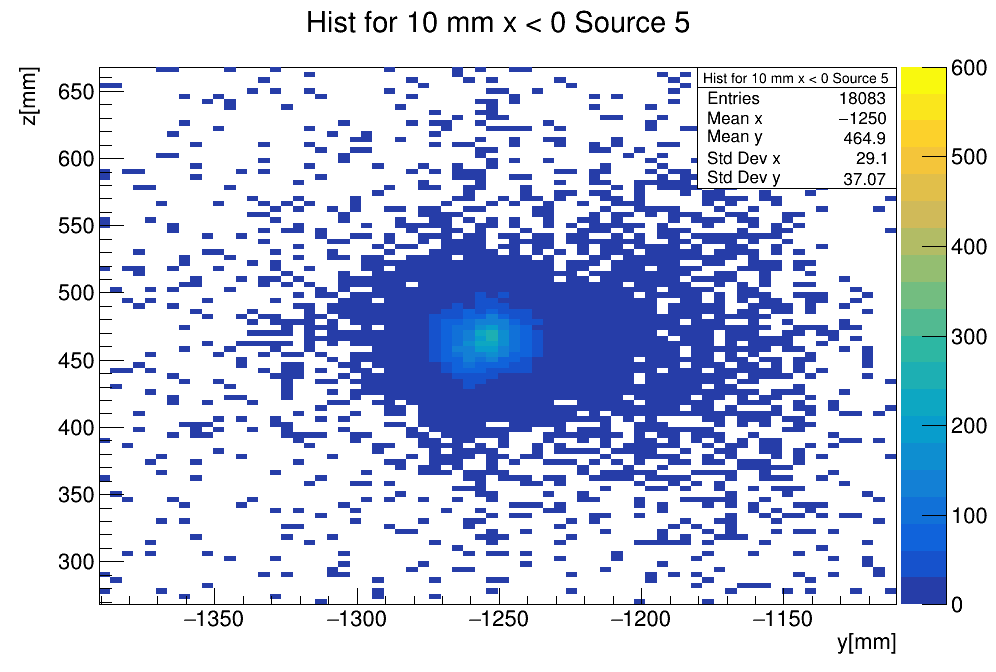 Hist for 10 mm x < 0 Source 5
z[mm]
Hist for 10 mm x < 0 Source 5
Entries 18083
Mean x −1250
Mean y 464.9
Std Dev x 29.1
Std Dev y 37.07
650
600
550
500
450
400
350
300
−1350 −1300 −1250 −1200 −1150
y[mm]
600
500
400
300
200
100
0